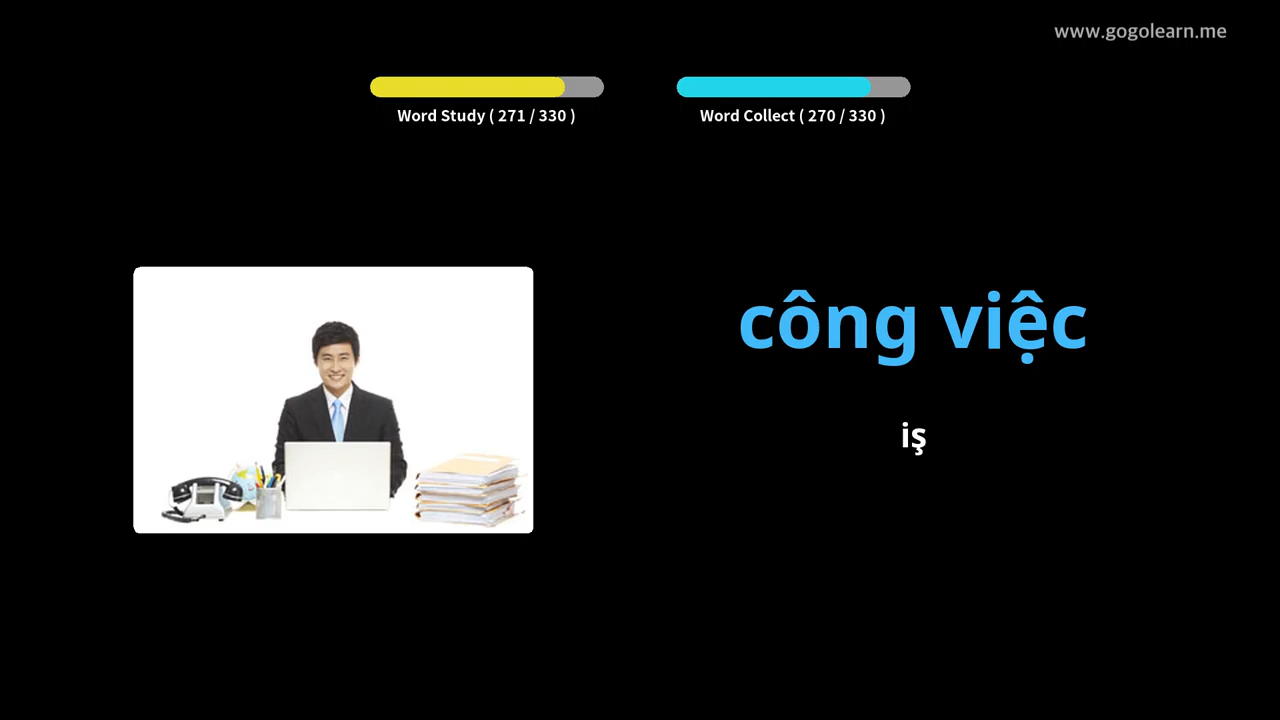 www.gogolearn.me
Word Study ( 271 / 330 )
Word Collect ( 270 / 330 )
công việc
iş